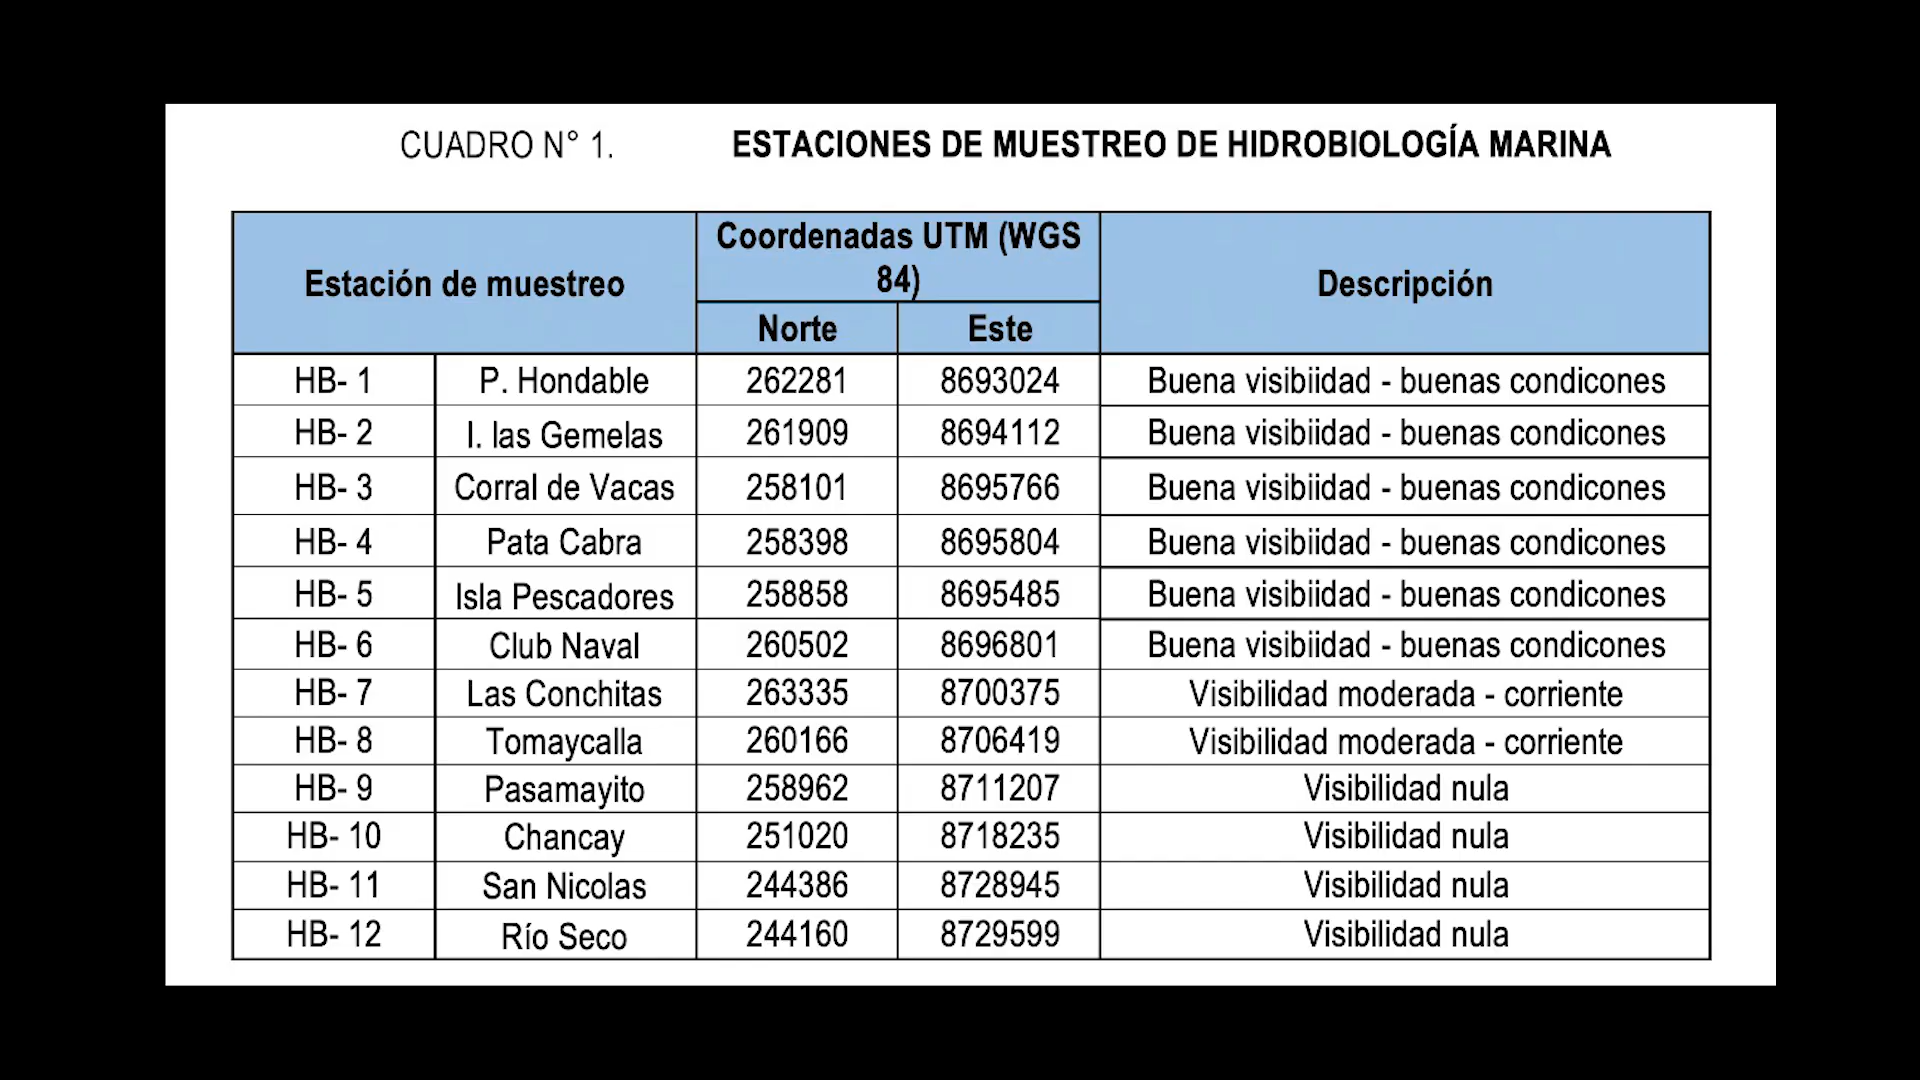 CUADRO N° 1. ESTACIONES DE MUESTREO DE HIDROBIOLOGÍA MARINA
Estación de muestreo Coordenadas UTM (WGS 84) Descripción
Norte Este
HB- 1 P. Hondable 262281 8693024 Buena visibiidad - buenas condicones
HB- 2 I. las Gemelas 261909 8694112 Buena visibiidad - buenas condicones
HB- 3 Corral de Vacas 258101 8695766 Buena visibiidad - buenas condicones
HB- 4 Pata Cabra 258398 8695804 Buena visibiidad - buenas condicones
HB- 5 Isla Pescadores 258858 8695485 Buena visibiidad - buenas condicones
HB- 6 Club Naval 260502 8696801 Buena visibiidad - buenas condicones
HB- 7 Las Conchitas 263335 8700375 Visibilidad moderada - corriente
HB- 8 Tomaycalla 260166 8706419 Visibilidad moderada - corriente
HB- 9 Pasamayito 258962 8711207 Visibilidad nula
HB- 10 Chancay 251020 8718235 Visibilidad nula
HB- 11 San Nicolas 244386 8728945 Visibilidad nula
HB- 12 Río Seco 244160 8729599 Visibilidad nula